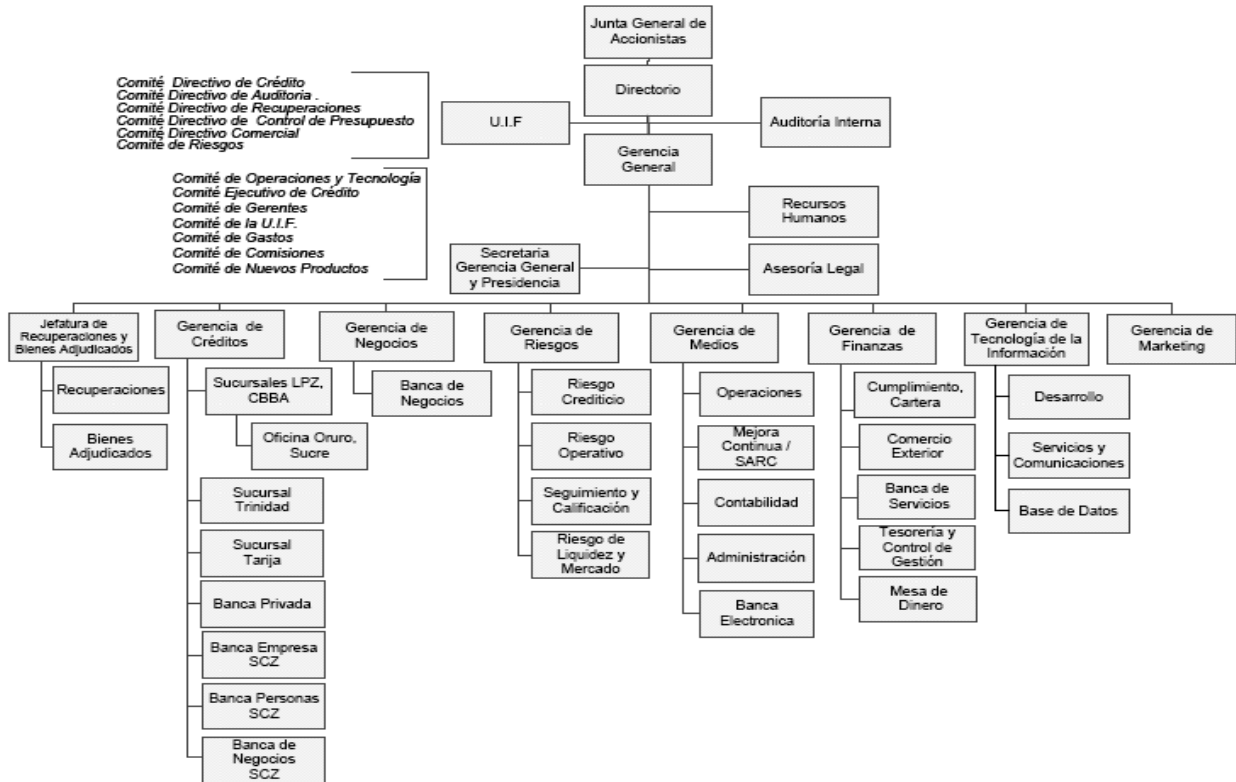 Junta General de
Accionistas
Directorio
Comité Directivo de Crédito
Comité Directivo de Auditoria .
Comité Directivo de Recuperaciones
Comité Directivo de Control de Presupuesto
Comité Directivo Comercial
Comité de Riesgos
U.I.F
Auditoría Interna
Gerencia
General
Comité de Operaciones y Tecnología
Comité Ejecutivo de Crédito
Comité de Gerentes
Comité de la U.I.F.
Comité de Gastos
Comité de Comisiones
Comité de Nuevos Productos
Recursos
Humanos
Secretaria
Gerencia General
y Presidencia
Asesoría Legal
Jefatura de
Recuperaciones y
Bienes Adjudicados
Recuperaciones
Bienes
Adjudicados
Gerencia de
Créditos
Sucursales LPZ,
CBBA
Oficina Oruro,
Sucre
Sucursal
Trinidad
Sucursal
Tarija
Banca Privada
Banca Empresa
SCZ
Banca Personas
SCZ
Banca de
Negocios
SCZ
Gerencia de
Negocios
Banca de
Negocios
Gerencia de
Riesgos
Riesgo
Crediticio
Riesgo
Operativo
Seguimiento y
Calificación
Riesgo de
Liquidez y
Mercado
Gerencia de
Medios
Operaciones
Mejora
Continua /
SARC
Contabilidad
Administración
Banca
Electronica
Gerencia de
Finanzas
Cumplimiento,
Cartera
Comercio
Exterior
Banca de
Servicios
Tesorería y
Control de
Gestión
Mesa de
Dinero
Gerencia de
Tecnología de la
Información
Desarrollo
Servicios y
Comunicaciones
Base de Datos
Gerencia de
Marketing